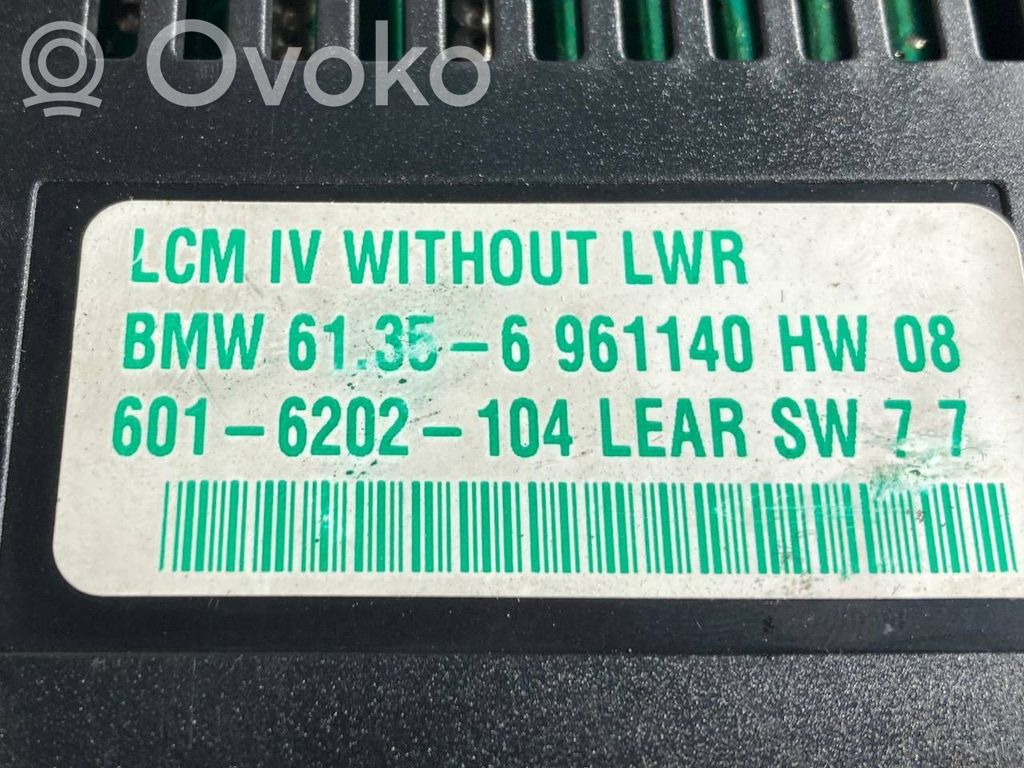 Ovoko
LCM IV WITHOUT LWR
BMW 61.35-6 961140 HW 08
601-6202-104 LEAR SW 7.7